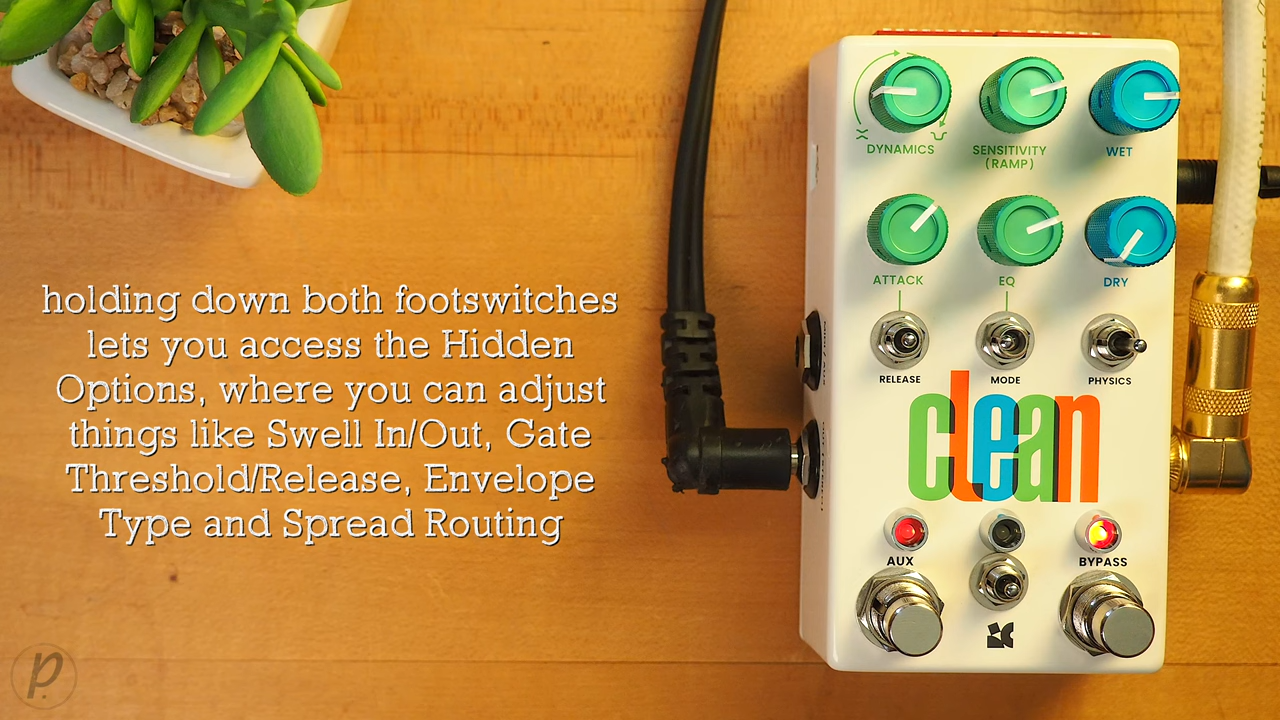 holding down both footswitches
lets you access the Hidden
Options, where you can adjust
things like Swell In/Out, Gate
Threshold/Release, Envelope
Type and Spread Routing
DYNAMICS
SENSITIVITY
(RAMP)
WET
ATTACK
EQ
DRY
RELEASE
MODE
PHYSICS
clean
AUX
BYPASS
p.